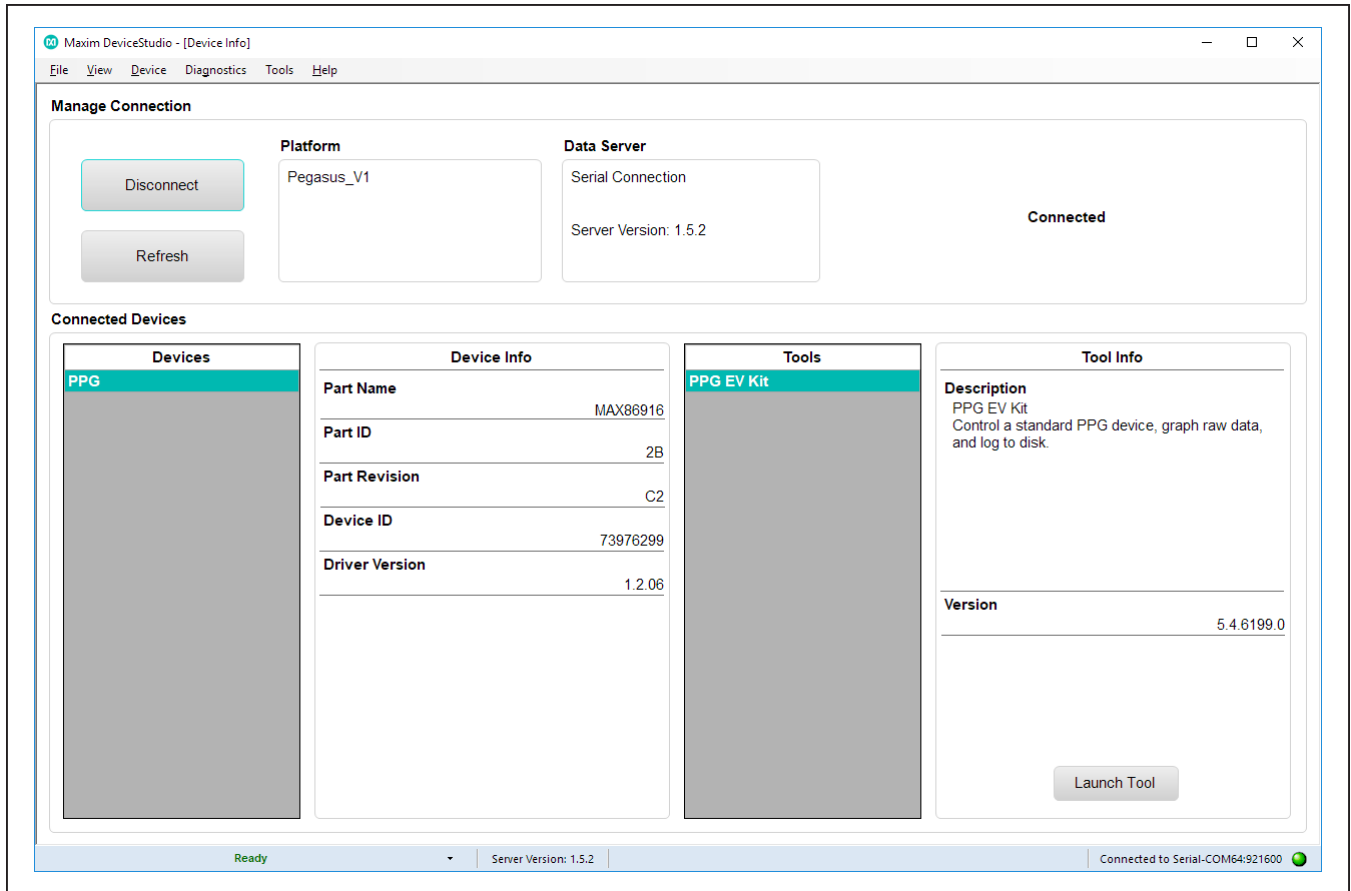 Maxim DeviceStudio - [Device Info]
File View Device Diagnostics Tools Help
Manage Connection
Disconnect
Refresh
Platform
Pegasus_V1
Data Server
Serial Connection
Server Version: 1.5.2
Connected
Connected Devices
Devices
PPG
Device Info
Part Name
MAX86916
Part ID
2B
Part Revision
C2
Device ID
73976299
Driver Version
1.2.06
Tools
PPG EV Kit
Tool Info
Description
PPG EV Kit
Control a standard PPG device, graph raw data,
and log to disk.
Version
5.4.6199.0
Launch Tool
Ready
Server Version: 1.5.2
Connected to Serial-COM64:921600